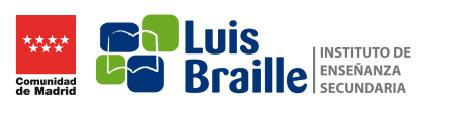 Comunidad
de Madrid
Luis
Braille
INSTITUTO DE
ENSEÑANZA
SECUNDARIA